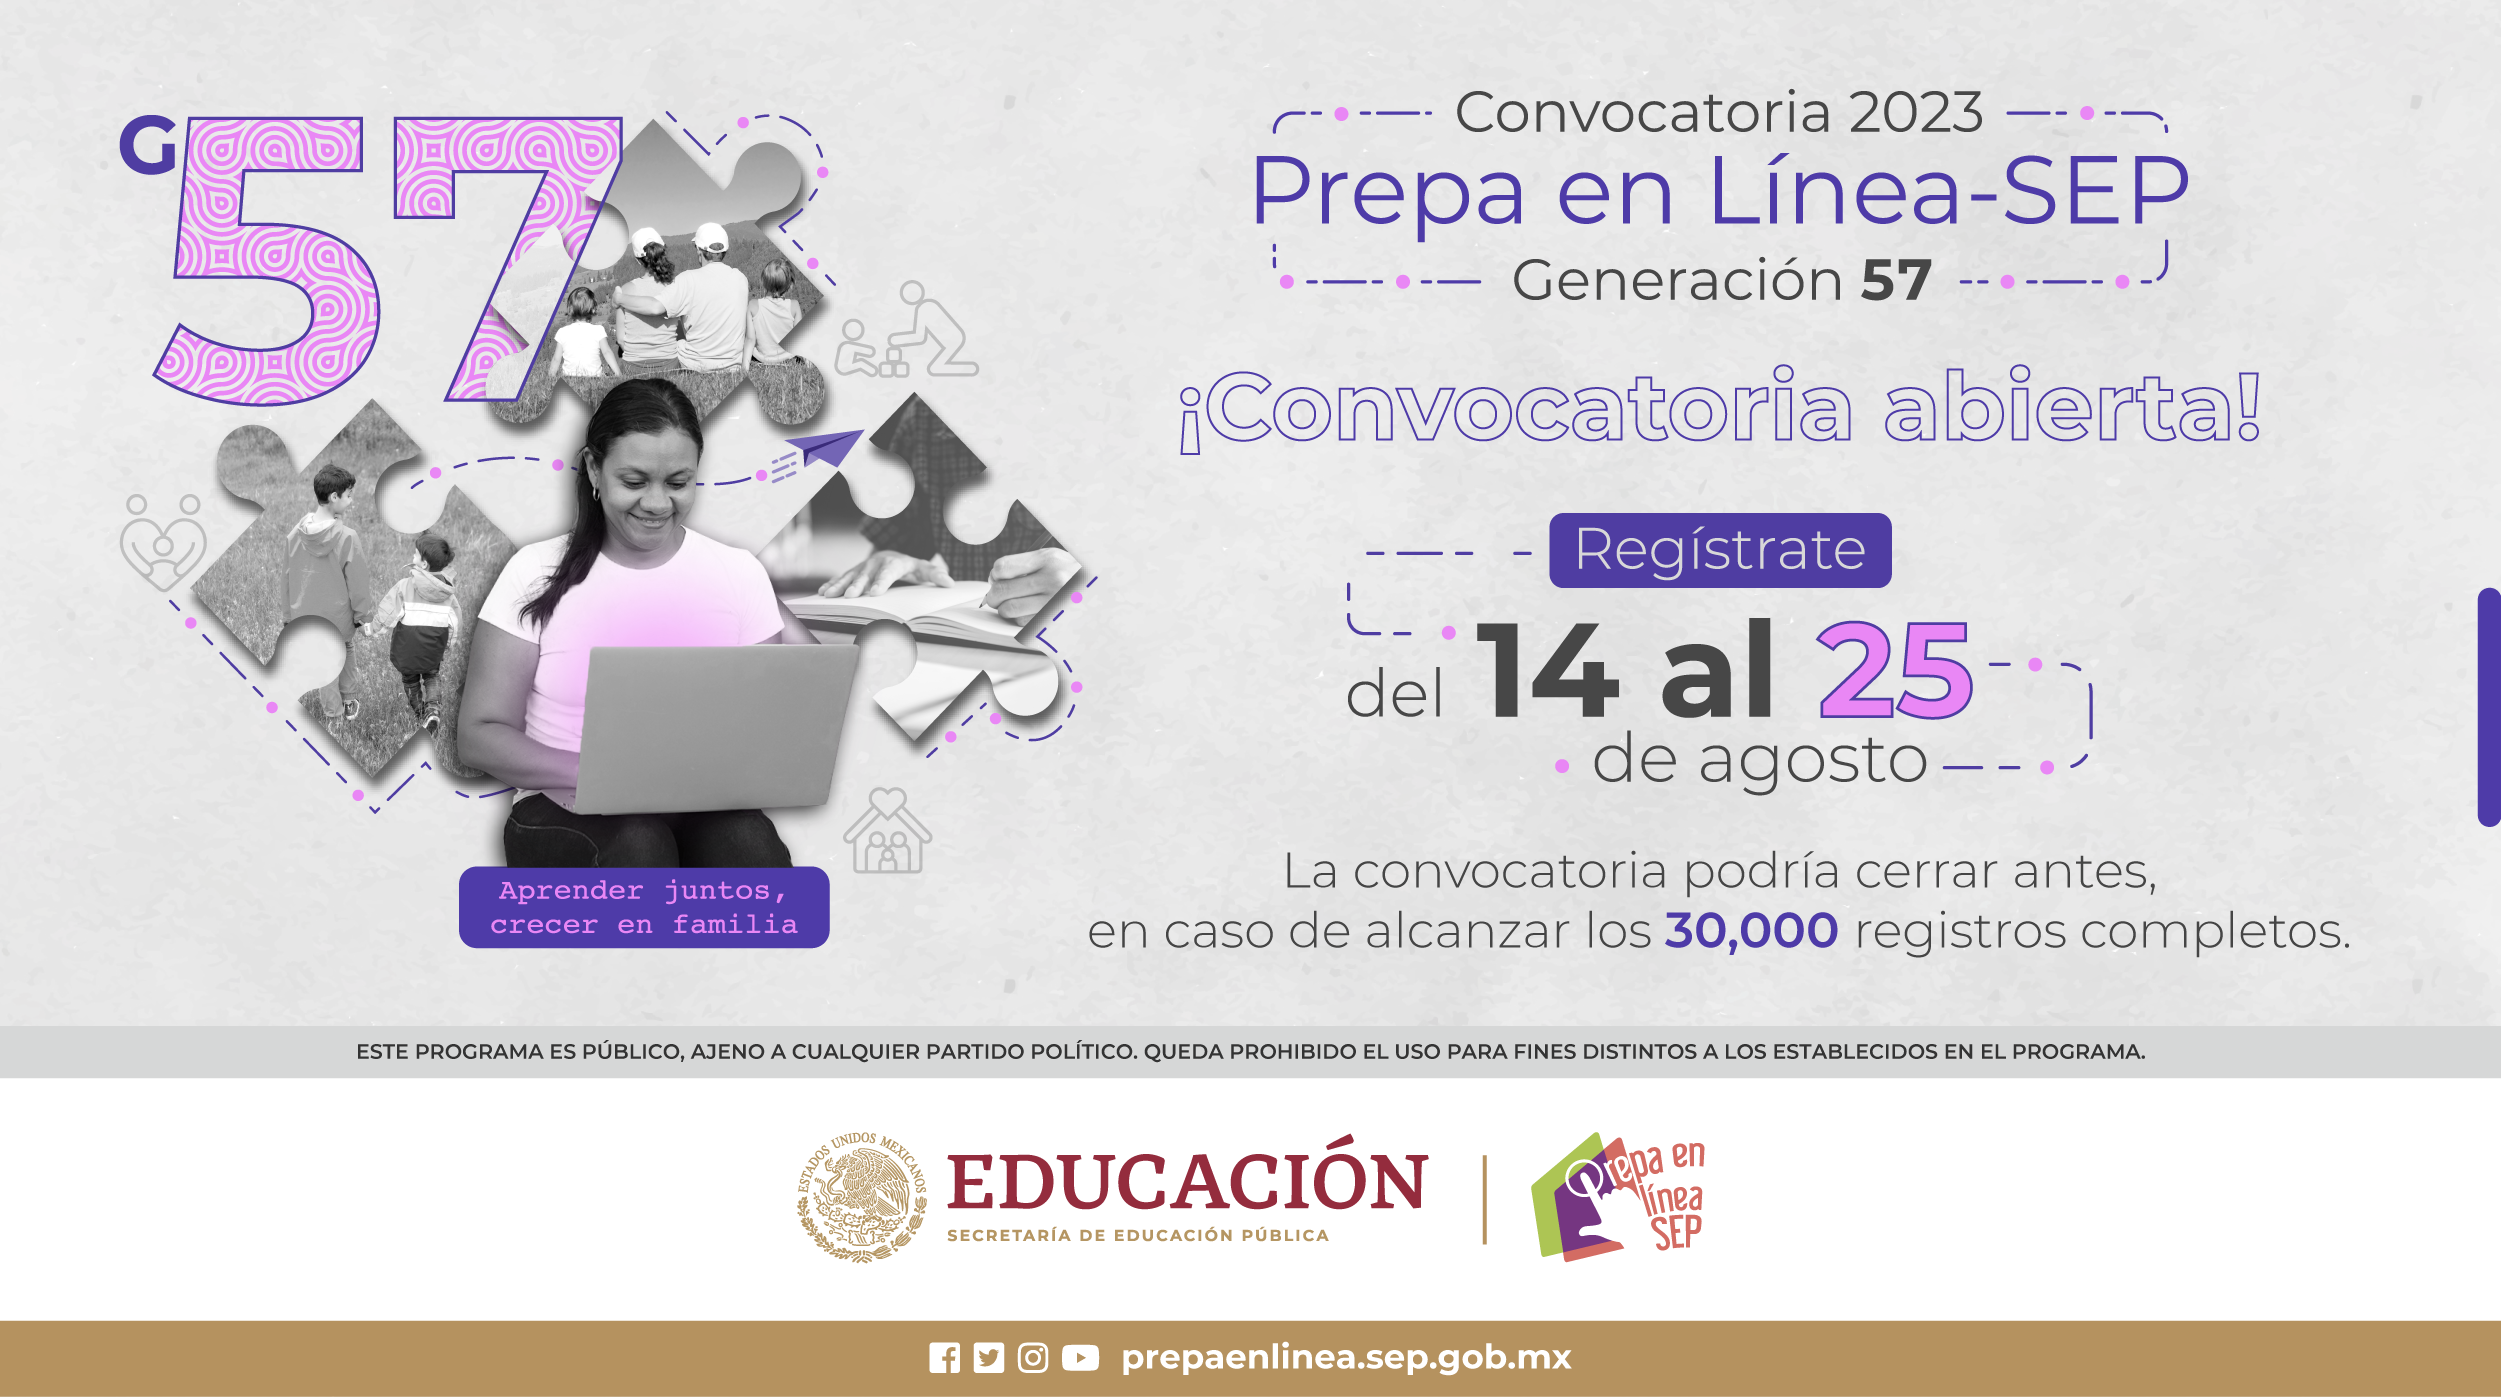 G57
Convocatoria 2023
Prepa en Línea-SEP
Generación 57
¡Convocatoria abierta!
Regístrate
del 14 al 25
de agosto
La convocatoria podría cerrar antes,
en caso de alcanzar los 30,000 registros completos.
Aprender juntos,
crecer en familia
ESTE PROGRAMA ES PÚBLICO, AJENO A CUALQUIER PARTIDO POLÍTICO. QUEDA PROHIBIDO EL USO PARA FINES DISTINTOS A LOS ESTABLECIDOS EN EL PROGRAMA.
ESTADOS UNIDOS MEXICANOS
EDUCACIÓN
SECRETARÍA DE EDUCACIÓN PÚBLICA
Prepa en
línea
SEP
prepaenlinea.sep.gob.mx